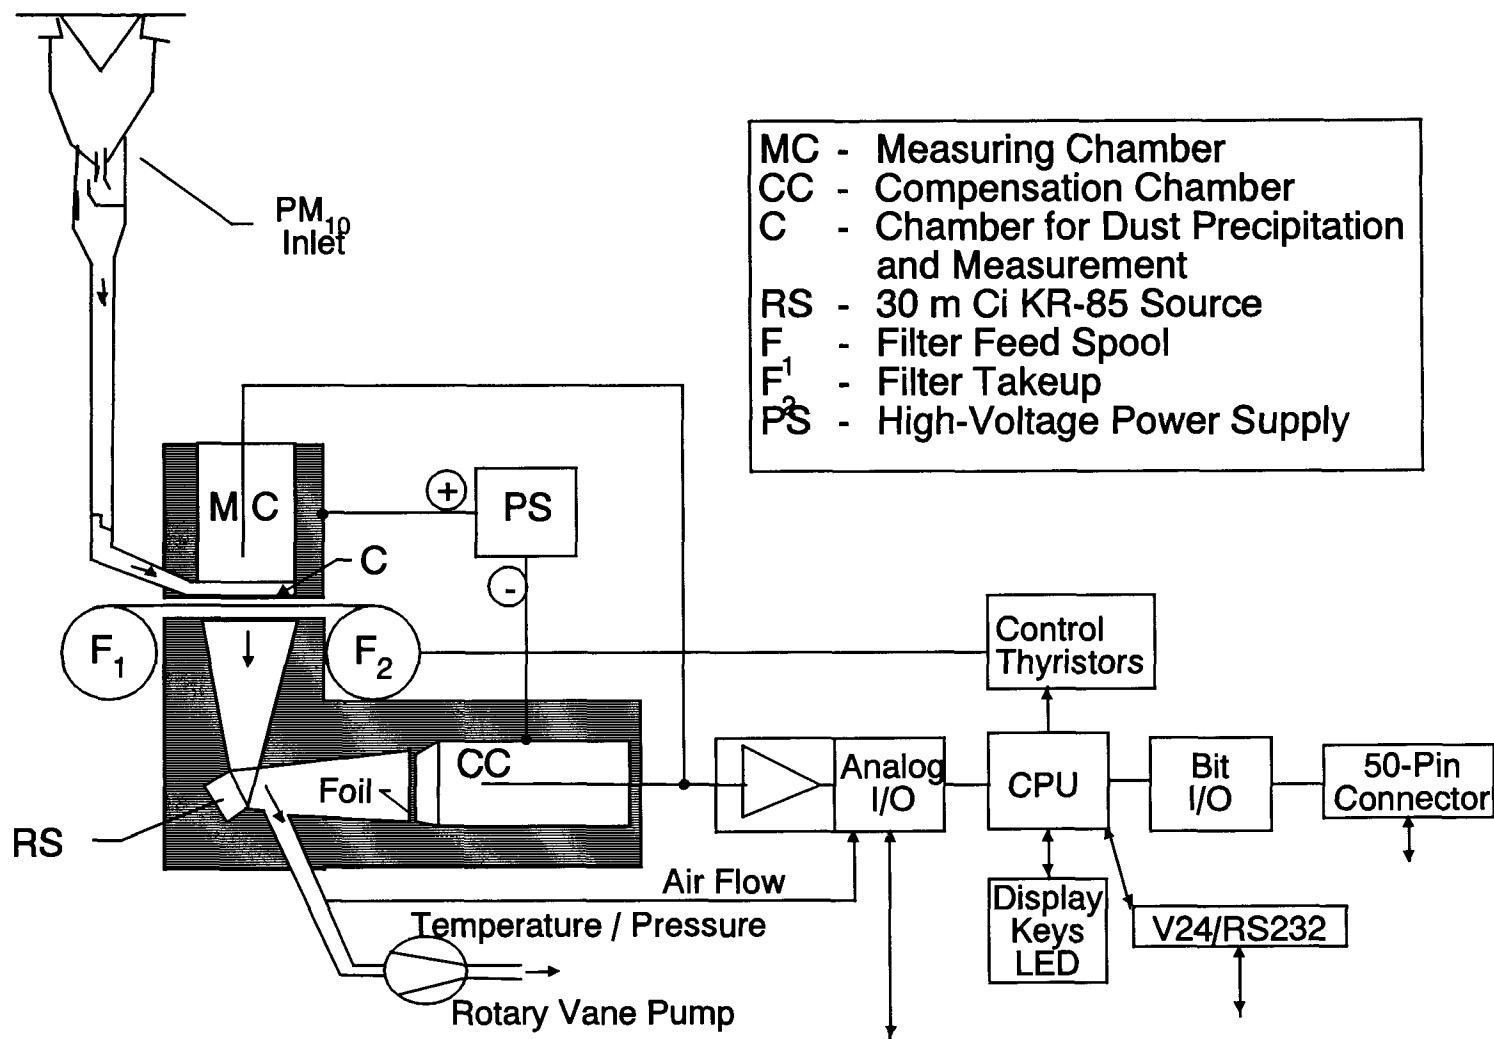 PM10
Inlet
MC - Measuring Chamber
CC - Compensation Chamber
C - Chamber for Dust Precipitation
and Measurement
RS - 30 m Ci KR-85 Source
F1 - Filter Feed Spool
F2 - Filter Takeup
PS - High-Voltage Power Supply
M C
+
PS
C
-
F1
F2
Control
Thyristors
CC
Foil
RS
Analog
I/O
CPU
Bit
I/O
50-Pin
Connector
Air Flow
Temperature / Pressure
Display
Keys
LED
V24/RS232
Rotary Vane Pump